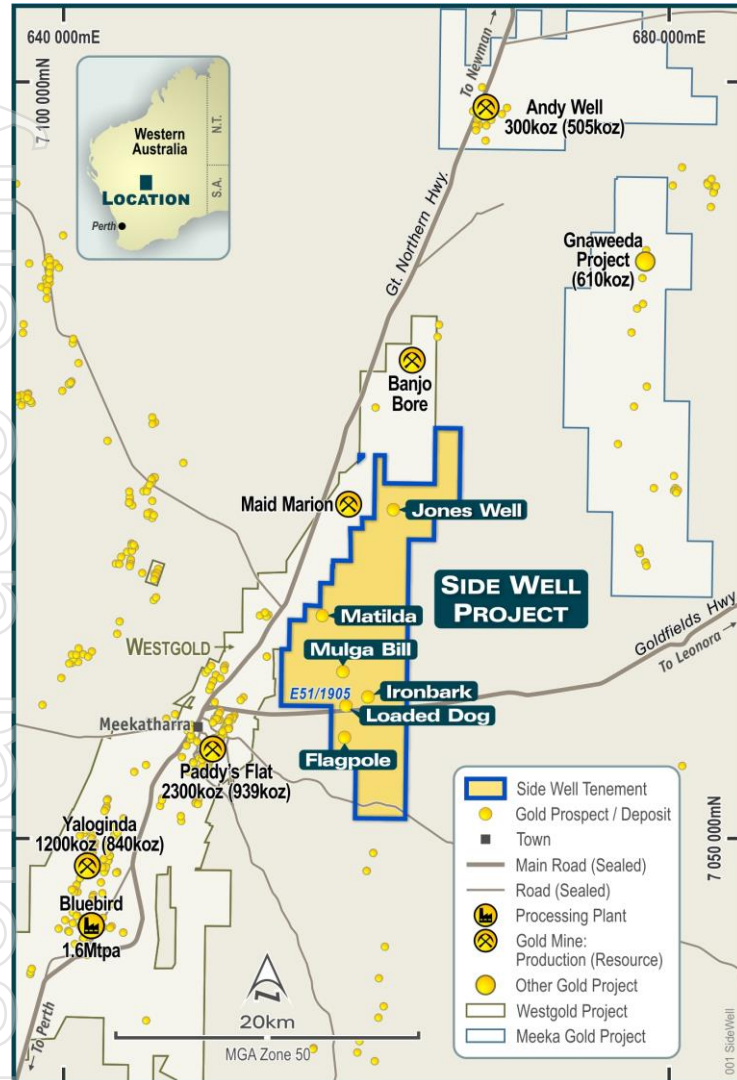 640 000mE
680 000mE
7 100 000mN
7 050 000mN
Western
Australia
N.T.
S.A.
LOCATION
Perth
To Newman
Andy Well
300koz (505koz)
Gt. Northern Hwy.
Gnaweeda
Project
(610koz)
Banjo
Bore
Maid Marion
Jones Well
SIDE WELL
PROJECT
Matilda
Goldfields Hwy
To Leonora
WESTGOLD
Mulga Bill
E51/1905
Ironbark
Loaded Dog
Meekatharra
Flagpole
Paddy's Flat
2300koz (939koz)
Yaloginda
1200koz (840koz)
Bluebird
1.6Mtpa
To Perth
20km
MGA Zone 50
Side Well Tenement
Gold Prospect / Deposit
Town
Main Road (Sealed)
Road (Sealed)
Processing Plant
Gold Mine:
Production (Resource)
Other Gold Project
Westgold Project
Meeka Gold Project
001 SideWell